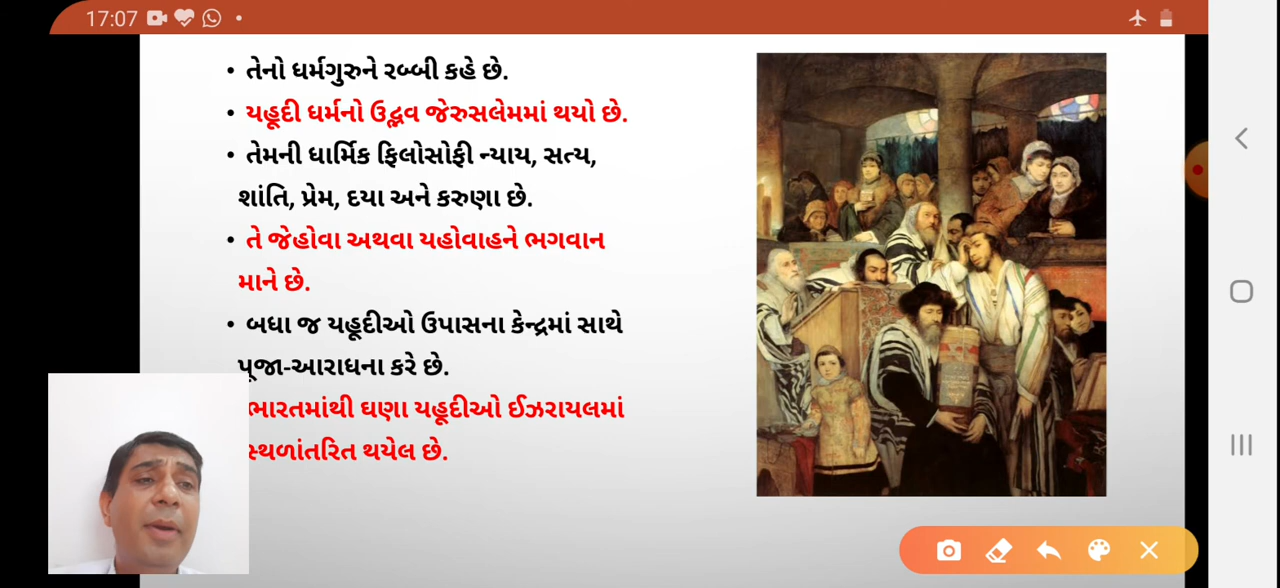 17:07
• તેનો ધર્મગુરુને રબ્બી કહે છે.
• યહૂદી ધર્મનો ઉદ્ભવ જેરુસલેમમાં થયો છે.
• તેમની ધાર્મિક ફિલોસોફી ન્યાય, સત્ય,
શાંતિ, પ્રેમ, દયા અને કરુણા છે.
• તે જેહોવા અથવા યહોવાહને ભગવાન
માને છે.
• બધા જ યહૂદીઓ ઉપાસના કેન્દ્રમાં સાથે
પૂજા-આરાધના કરે છે.
ભારતમાંથી ઘણા યહૂદીઓ ઈઝરાયલમાં
સ્થળાંતરિત થયેલ છે.